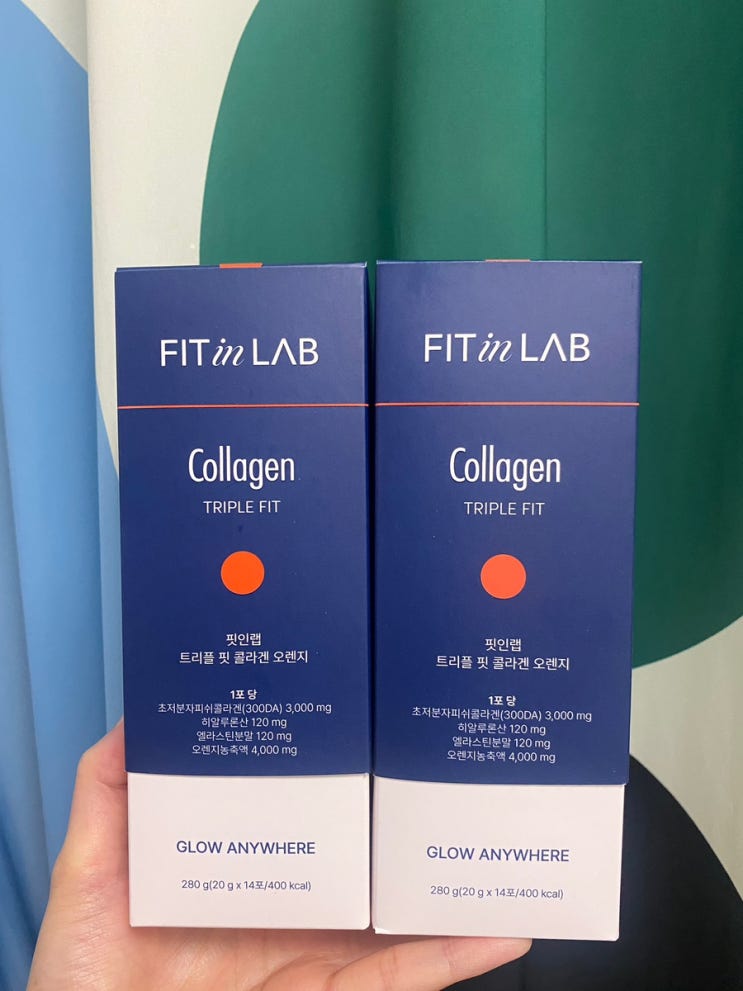 FIT in LAB
Collagen
TRIPLE FIT
핏인랩
트리플 핏 콜라겐 오렌지
1포 당
초저분자피쉬콜라겐(300DA) 3,000 mg
히알루론산 120 mg
엘라스틴분말 120 mg
오렌지농축액 4,000 mg
GLOW ANYWHERE
280 g(20 g x 14포/400 kcal)
FIT in LAB
Collagen
TRIPLE FIT
핏인랩
트리플 핏 콜라겐 오렌지
1포 당
초저분자피쉬콜라겐(300DA) 3,000 mg
히알루론산 120 mg
엘라스틴분말 120 mg
오렌지농축액 4,000 mg
GLOW ANYWHERE
280 g(20 g x 14포/400 kcal)